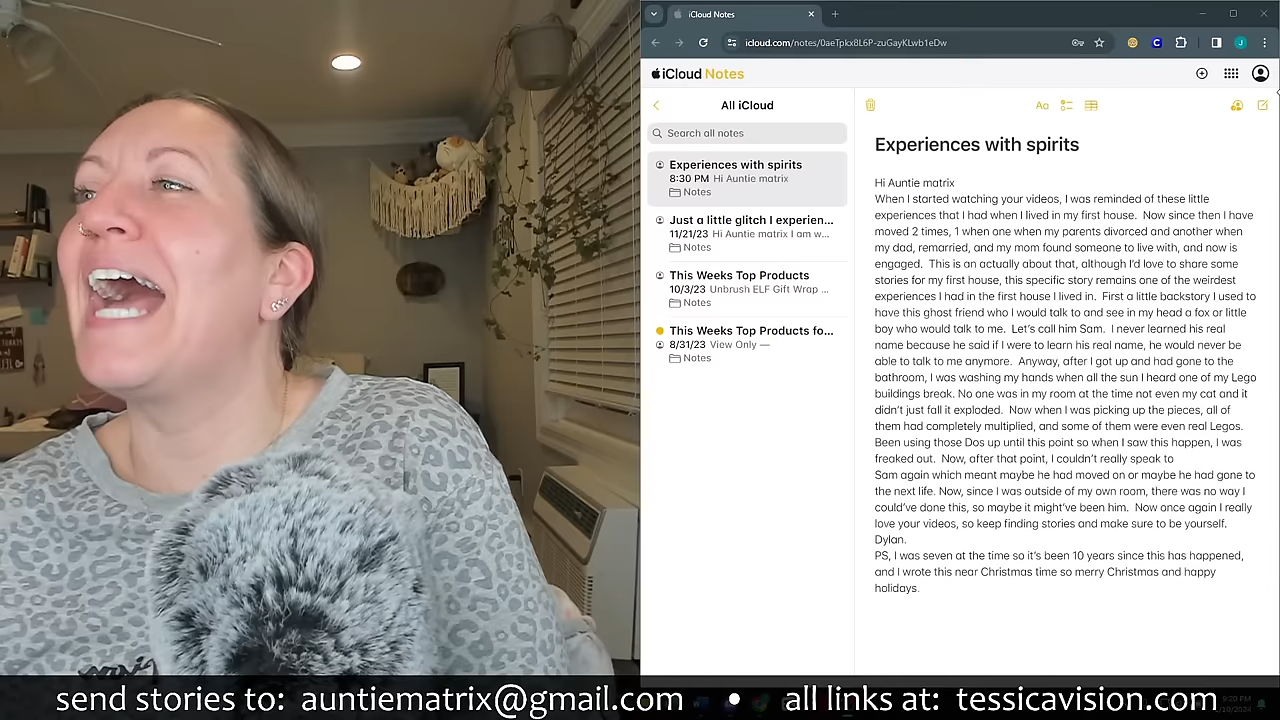 iCloud Notes
icloud.com/notes/0aeTpkx8L6P-zuGayKLwb1eDw
iCloud Notes
All iCloud
Search all notes
Experiences with spirits
8:30 PM Hi Auntie matrix
Notes
Just a little glitch I experien...
11/21/23 Hi Auntie matrix I am w...
Notes
This Weeks Top Products
10/3/23 Unbrush ELF Gift Wrap ...
Notes
This Weeks Top Products fo...
8/31/23 View Only —
Notes
Aa
Experiences with spirits
Hi Auntie matrix
When I started watching your videos, I was reminded of these little
experiences that I had when I lived in my first house. Now since then I have
moved 2 times, 1 when one when my parents divorced and another when
my dad, remarried, and my mom found someone to live with, and now is
engaged. This is an actually about that, although I'd love to share some
stories for my first house, this specific story remains one of the weirdest
experiences I had in the first house I lived in. First a little backstory I used to
have this ghost friend who I would talk to and see in my head a fox or little
boy who would talk to me. Let's call him Sam. I never learned his real
name because he said if I were to learn his real name, he would never be
able to talk to me anymore. Anyway, after I got up and had gone to the
bathroom, I was washing my hands when all the sun I heard one of my Lego
buildings break. No one was in my room at the time not even my cat and it
didn't just fall it exploded. Now when I was picking up the pieces, all of
them had completely multiplied, and some of them were even real Legos.
Been using those Dos up until this point so when I saw this happen, I was
freaked out. Now, after that point, I couldn't really speak to
Sam again which meant maybe he had moved on or maybe he had gone to
the next life. Now, since I was outside of my own room, there was no way I
could've done this, so maybe it might've been him. Now once again I really
love your videos, so keep finding stories and make sure to be yourself.
Dylan.
PS, I was seven at the time so it's been 10 years since this has happened,
and I wrote this near Christmas time so merry Christmas and happy
holidays.
send stories to: auntiematrix@gmail.com • all links at: tessicavision.com